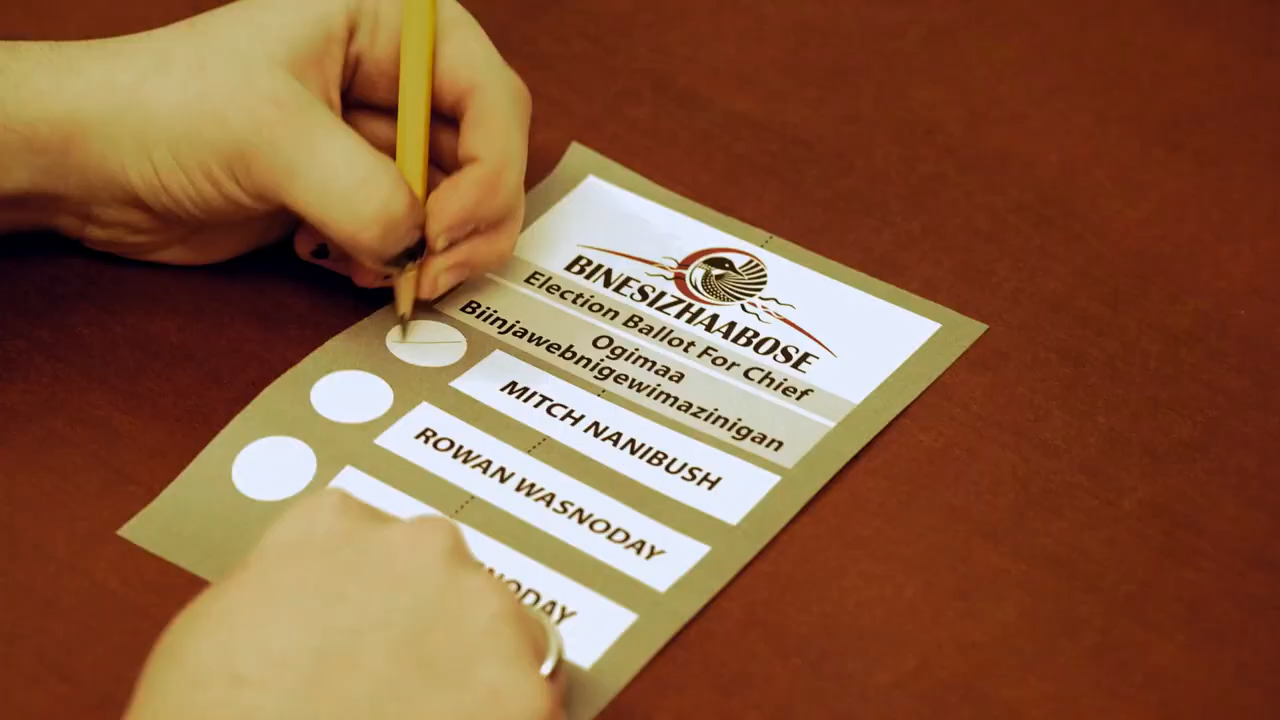 BINESIZHAABOSE
Election Ballot For Chief
Ogimaa
Biinjawebnigewimazinigan
MITCH NANIBUSH
ROWAN WASNODAY